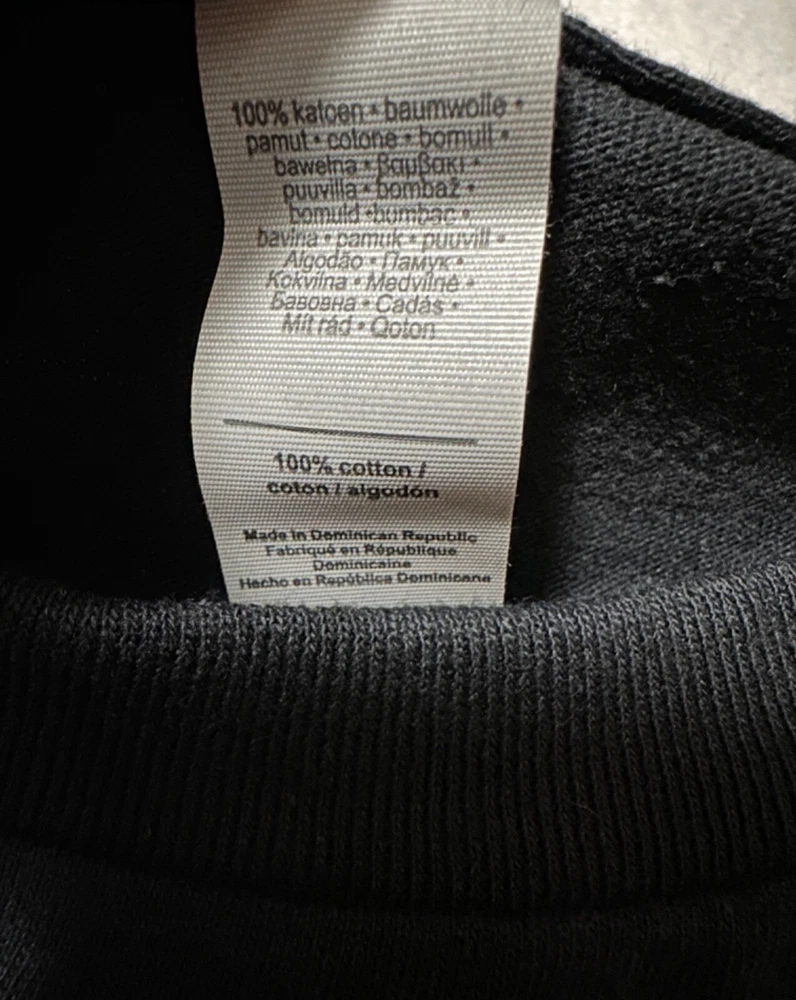 100% katoen • baumwolle •
pamut • cotone • bomull •
bawełna • βαμβακι •
puuvilla • bombaž •
bomuld •bumbac •
bavlna • pamuk • puuvill •
Algodão • Памук •
Kokvilna • Medvilnė •
Бавовна • Cadás •
Mít rád • Qoton
100% cotton /
coton / algodón
Made in Dominican Republic
Fabriqué en République
Dominicaine
Hecho en República Dominicana